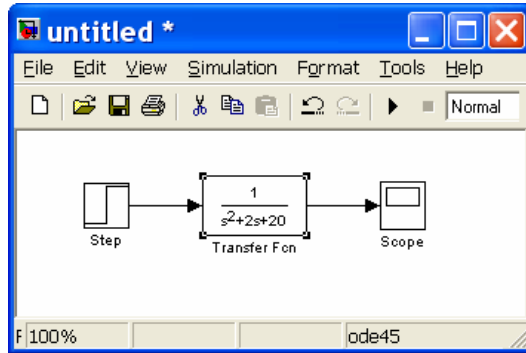 untitled *
File Edit View Simulation Format Tools Help
Normal
1
s²+2s+20
Step
Transfer Fcn
Scope
F 100%
ode45